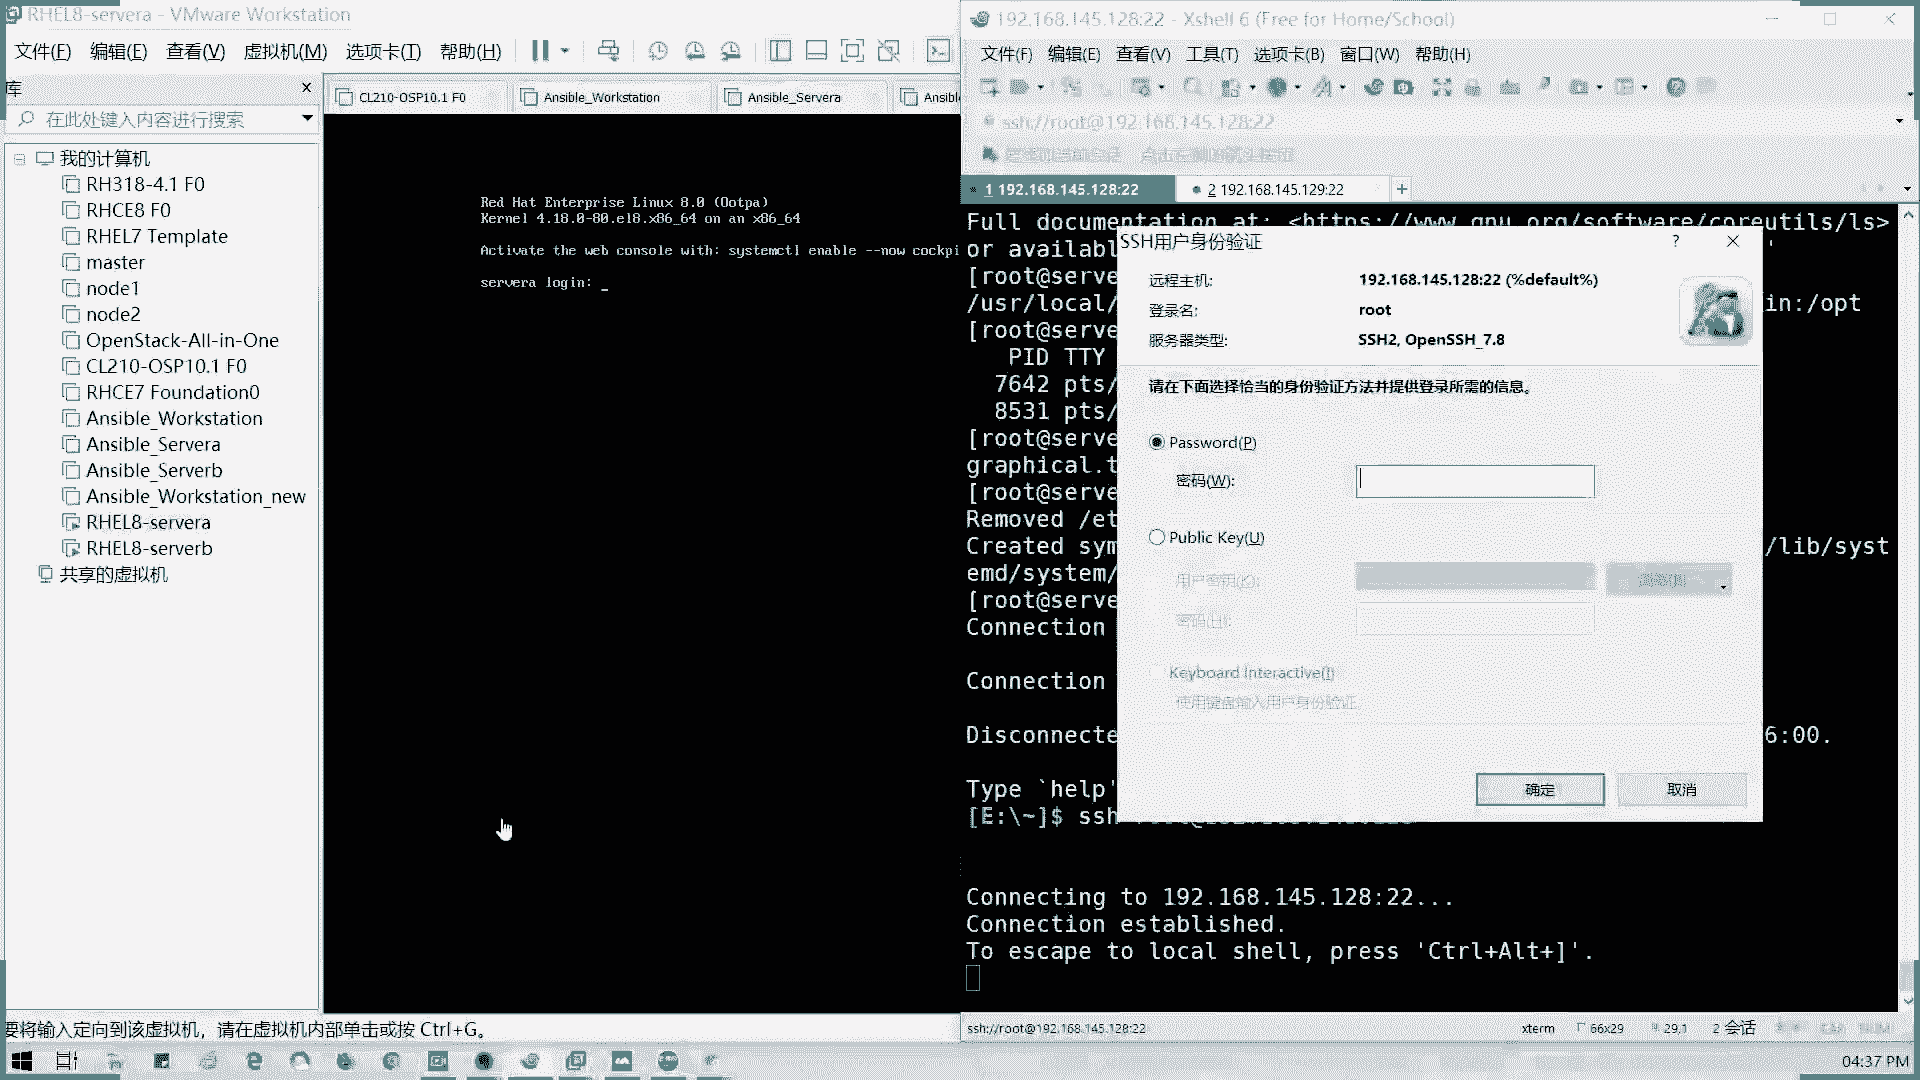 RHEL8-servera - VMware Workstation
文件(F) 编辑(E) 查看(V) 虚拟机(M) 选项卡(T) 帮助(H)
库
在此处键入内容进行搜索
我的计算机
RH318-4.1 F0
RHCE8 F0
RHEL7 Template
master
node1
node2
OpenStack-All-in-One
CL210-OSP10.1 F0
RHCE7 Foundation0
Ansible_Workstation
Ansible_Servera
Ansible_Serverb
Ansible_Workstation_new
RHEL8-servera
RHEL8-serverb
共享的虚拟机
CL210-OSP10.1 F0
Ansible_Workstation
Ansible_Servera
Ansibl
Red Hat Enterprise Linux 8.0 (Ootpa)
Kernel 4.18.0-80.el8.x86_64 on an x86_64
Activate the web console with: systemctl enable --now cockpi
servera login: _
要将输入定向到该虚拟机，请在虚拟机内部单击或按 Ctrl+G。
192.168.145.128:22 - Xshell 6 (Free for Home/School)
文件(F) 编辑(E) 查看(V) 工具(T) 选项卡(B) 窗口(W) 帮助(H)
ssh://root@192.168.145.128:22
1 192.168.145.128:22
2 192.168.145.129:22
+
Full documentation at: <https://www.gnu.org/software/coreutils/ls>
or availabl
[root@serve
/usr/local/ in:/opt
[root@serve
PID TTY
7642 pts/
8531 pts/
[root@serve
graphical.t
[root@serve
Removed /et
Created sym /lib/syst
emd/system/
[root@serve
Connection
Connection
Disconnecte 6:00.
Type `help'
[E:\~]$ ssh
Connecting to 192.168.145.128:22...
Connection established.
To escape to local shell, press 'Ctrl+Alt+]'.
SSH用户身份验证
远程主机: 192.168.145.128:22 (%default%)
登录名: root
服务器类型: SSH2, OpenSSH_7.8
请在下面选择恰当的身份验证方法并提供登录所需的信息。
Password(P)
密码(W):
Public Key(U)
用户密钥(K):
密码(H):
Keyboard Interactive(I)
使用键盘输入用户身份验证。
确定 取消
ssh://root@192.168.145.128:22
xterm 66x29 29,1 2 会话
04:37 PM